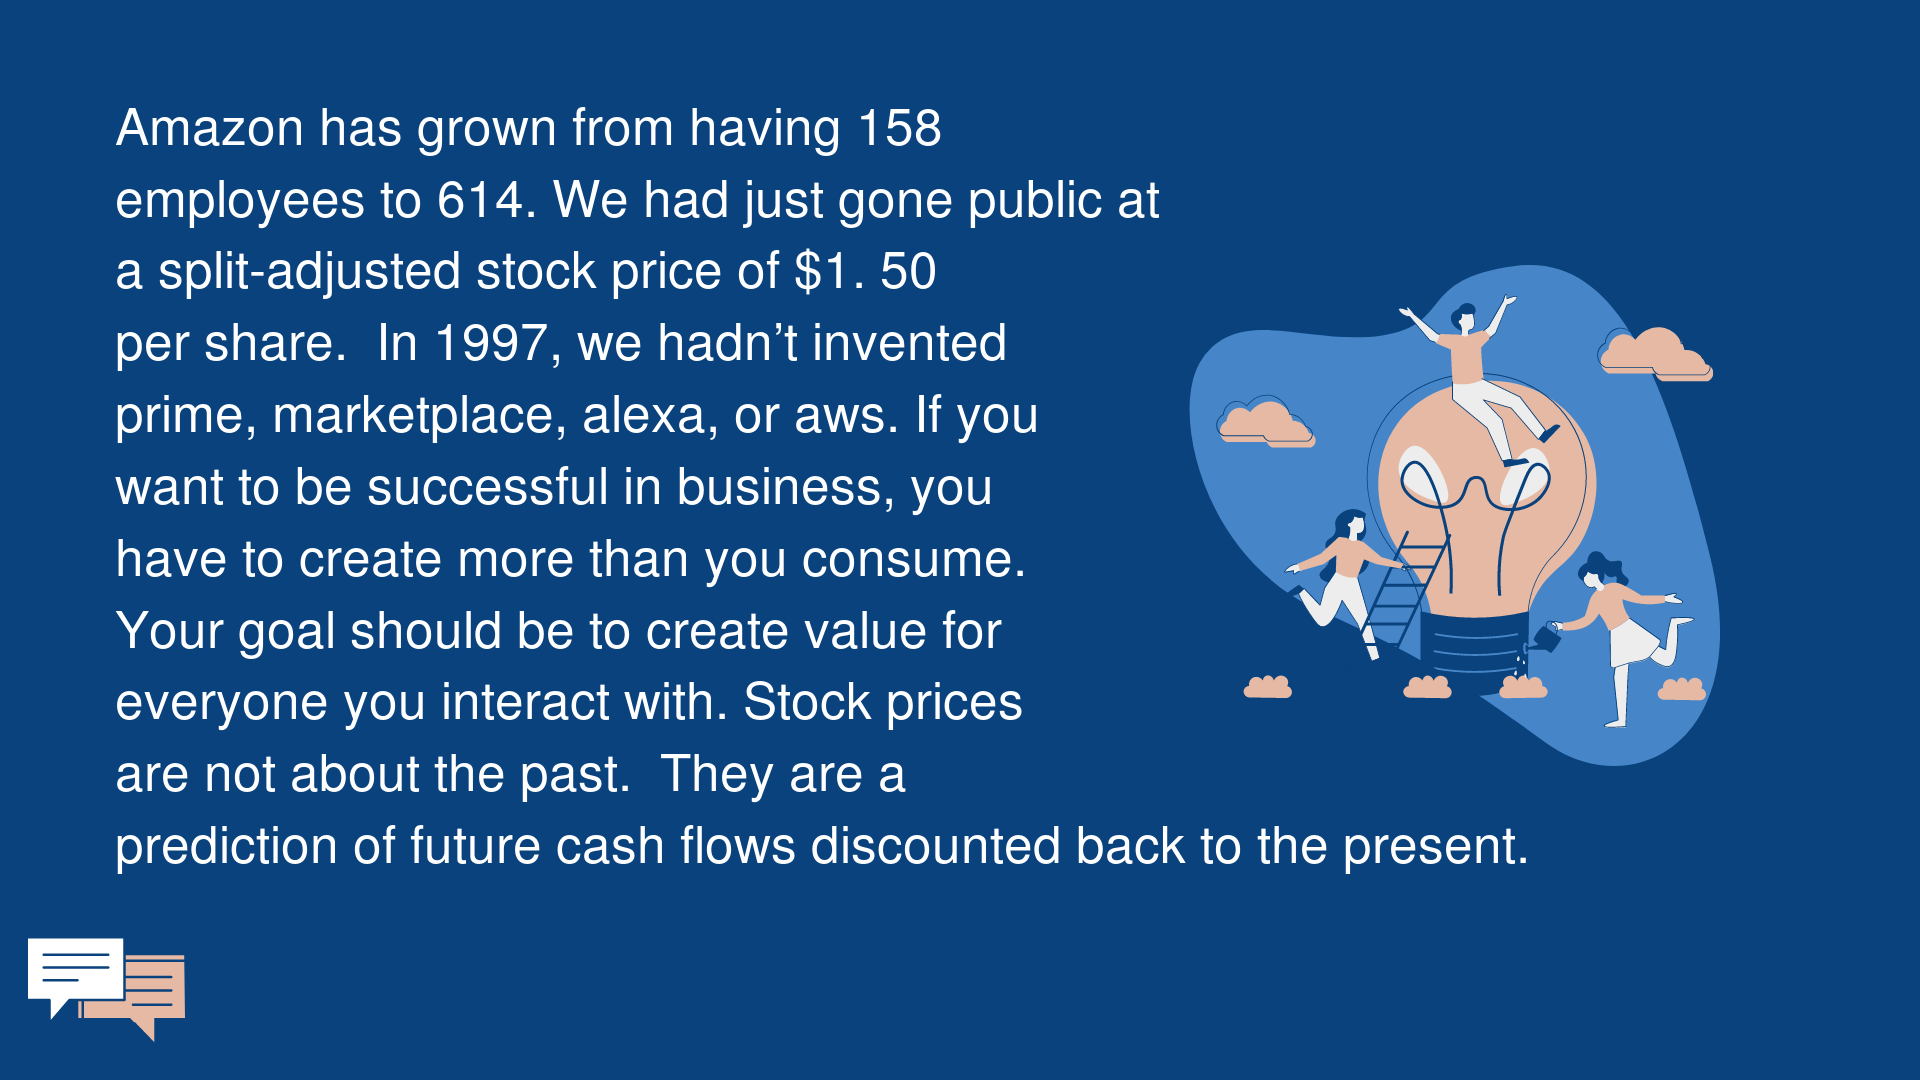 Amazon has grown from having 158
employees to 614. We had just gone public at
a split-adjusted stock price of $1. 50
per share.  In 1997, we hadn’t invented
prime, marketplace, alexa, or aws. If you
want to be successful in business, you
have to create more than you consume.
Your goal should be to create value for
everyone you interact with. Stock prices
are not about the past.  They are a
prediction of future cash flows discounted back to the present.